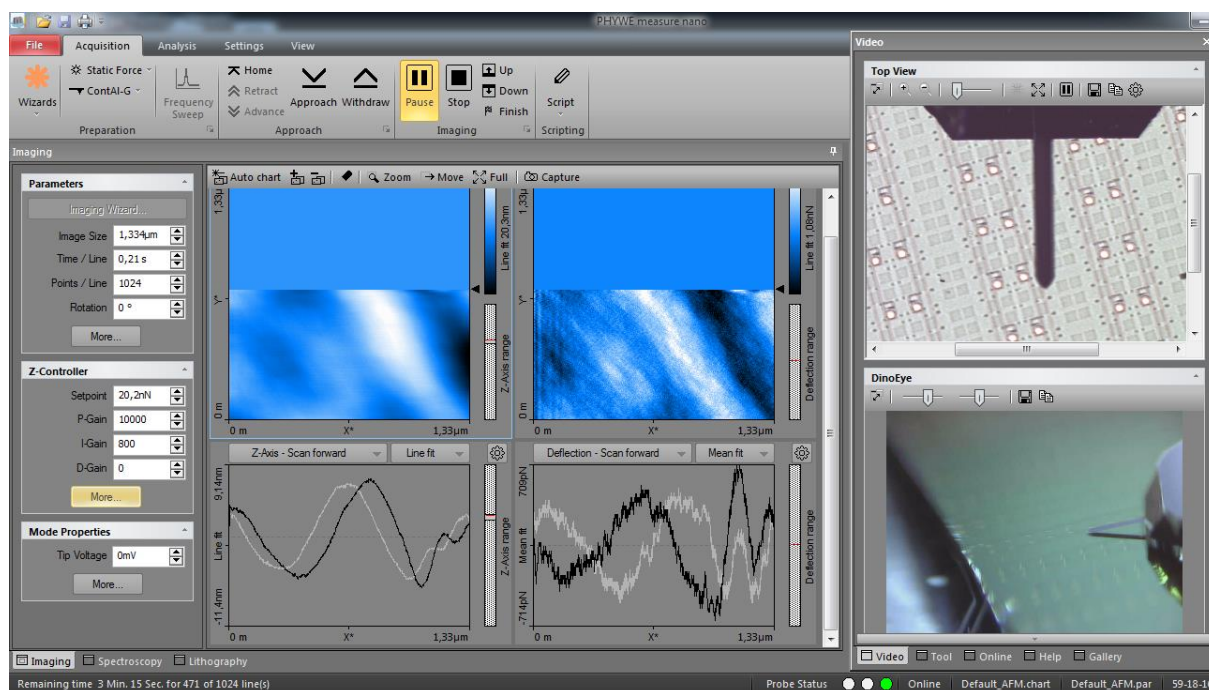 PHYWE measure nano
File Acquisition Analysis Settings View
Wizards
Static Force
ContAl-G
Preparation
Frequency
Sweep
Home
Retract
Advance
Approach Withdraw
Approach
Pause Stop
Up
Down
Finish
Imaging
Script
Scripting
Imaging
Parameters
Imaging Wizard...
Image Size 1,334µm
Time / Line 0,21 s
Points / Line 1024
Rotation 0 °
More...
Z-Controller
Setpoint 20,2nN
P-Gain 10000
I-Gain 800
D-Gain 0
More...
Mode Properties
Tip Voltage 0mV
More...
Auto chart Zoom Move Full Capture
1,33µ
Y*
0 m
0 m X* 1,33µm
Line fit 20,3nm
Z-Axis range
1,33µ
Y*
0 m
0 m X* 1,33µm
Line fit 1,08nN
Deflection range
Z-Axis - Scan forward Line fit
9,14nm
Line fit
-11,4nm
0 m X* 1,33µm
Z-Axis range
Deflection - Scan forward Mean fit
709pN
Mean fit
-714pN
0 m X* 1,33µm
Deflection range
Imaging Spectroscopy Lithography
Video
Top View
DinoEye
Video Tool Online Help Gallery
Remaining time 3 Min. 15 Sec. for 471 of 1024 line(s)
Probe Status Online Default_AFM.chart Default_AFM.par